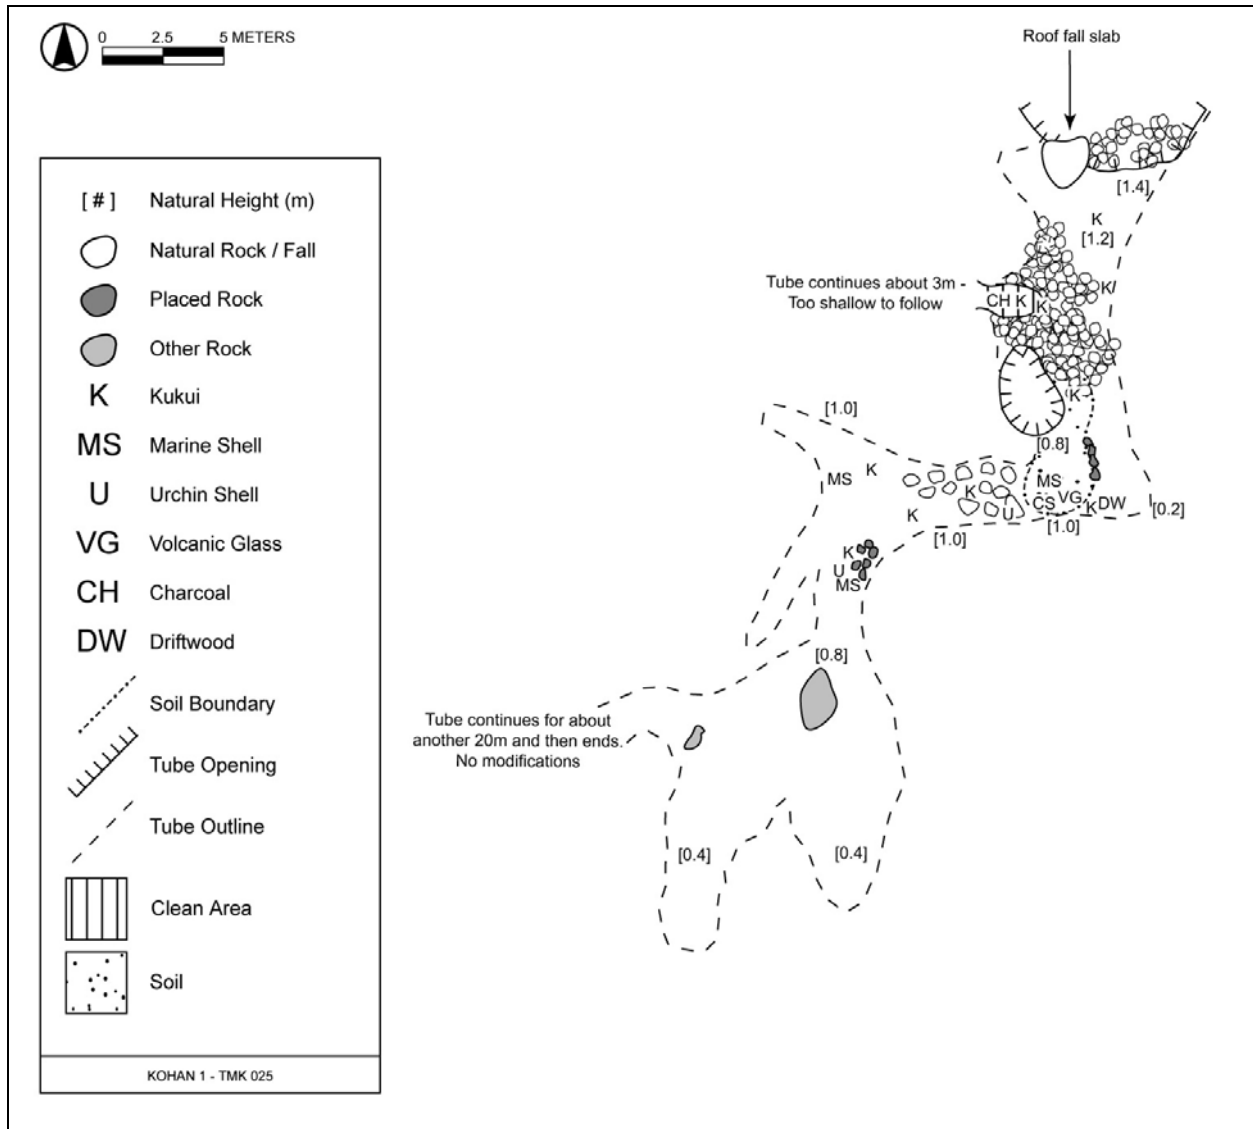 0 2.5 5 METERS
Roof fall slab
[ # ] Natural Height (m)
Natural Rock / Fall
Placed Rock
Other Rock
K Kukui
MS Marine Shell
U Urchin Shell
VG Volcanic Glass
CH Charcoal
DW Driftwood
Soil Boundary
Tube Opening
Tube Outline
Clean Area
Soil
KOHAN 1 - TMK 025
[1.4]
K
[1.2]
Tube continues about 3m -
Too shallow to follow
CH K
K
K
K
[1.0]
[0.8]
MS
K
K
U
MS
CS
VG
K
DW
[0.2]
[1.0]
K
[1.0]
K
U
MS
[0.8]
Tube continues for about
another 20m and then ends.
No modifications
[0.4]
[0.4]